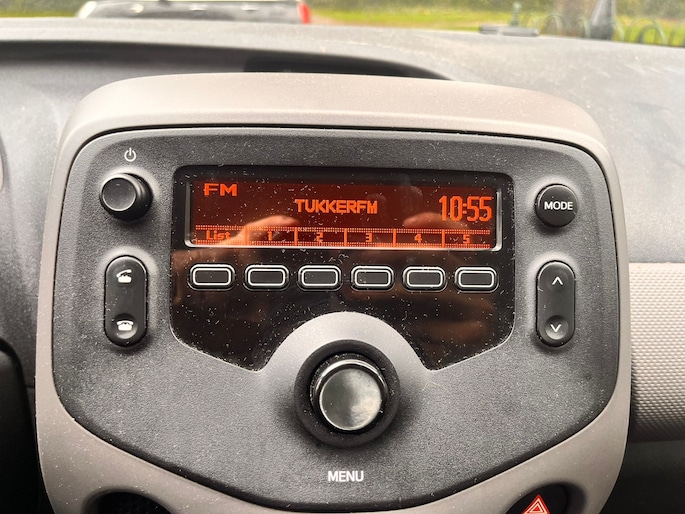 FM
TUKKERFM
10:55
MODE
List 1 2 3 4 5
MENU